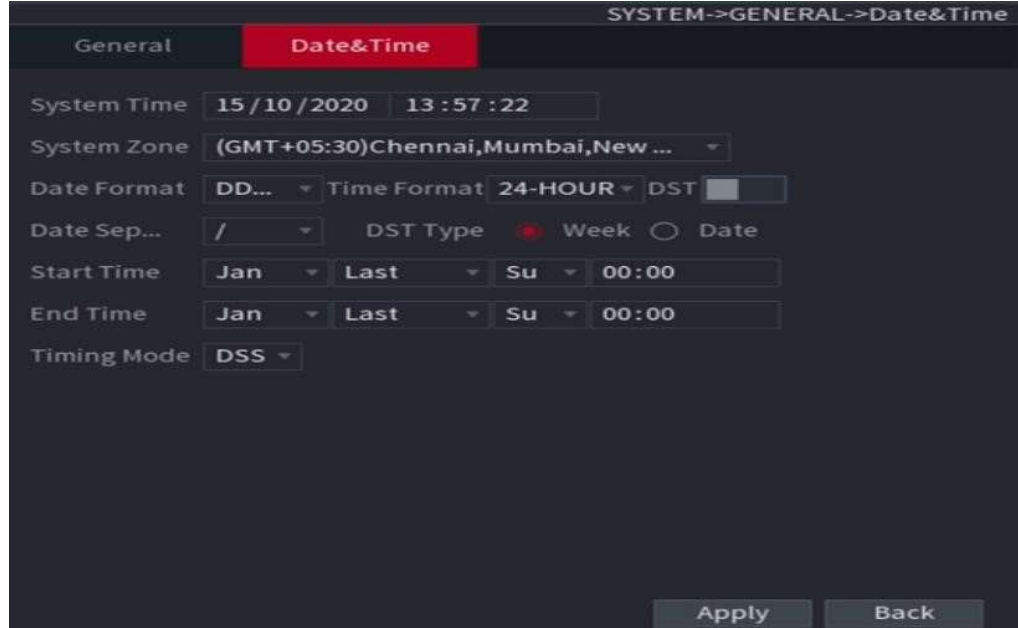 SYSTEM->GENERAL->Date&Time
General Date&Time
System Time 15/10/2020 13:57:22
System Zone (GMT+05:30)Chennai,Mumbai,New ...
Date Format DD... Time Format 24-HOUR DST
Date Sep... / DST Type Week Date
Start Time Jan Last Su 00:00
End Time Jan Last Su 00:00
Timing Mode DSS
Apply Back